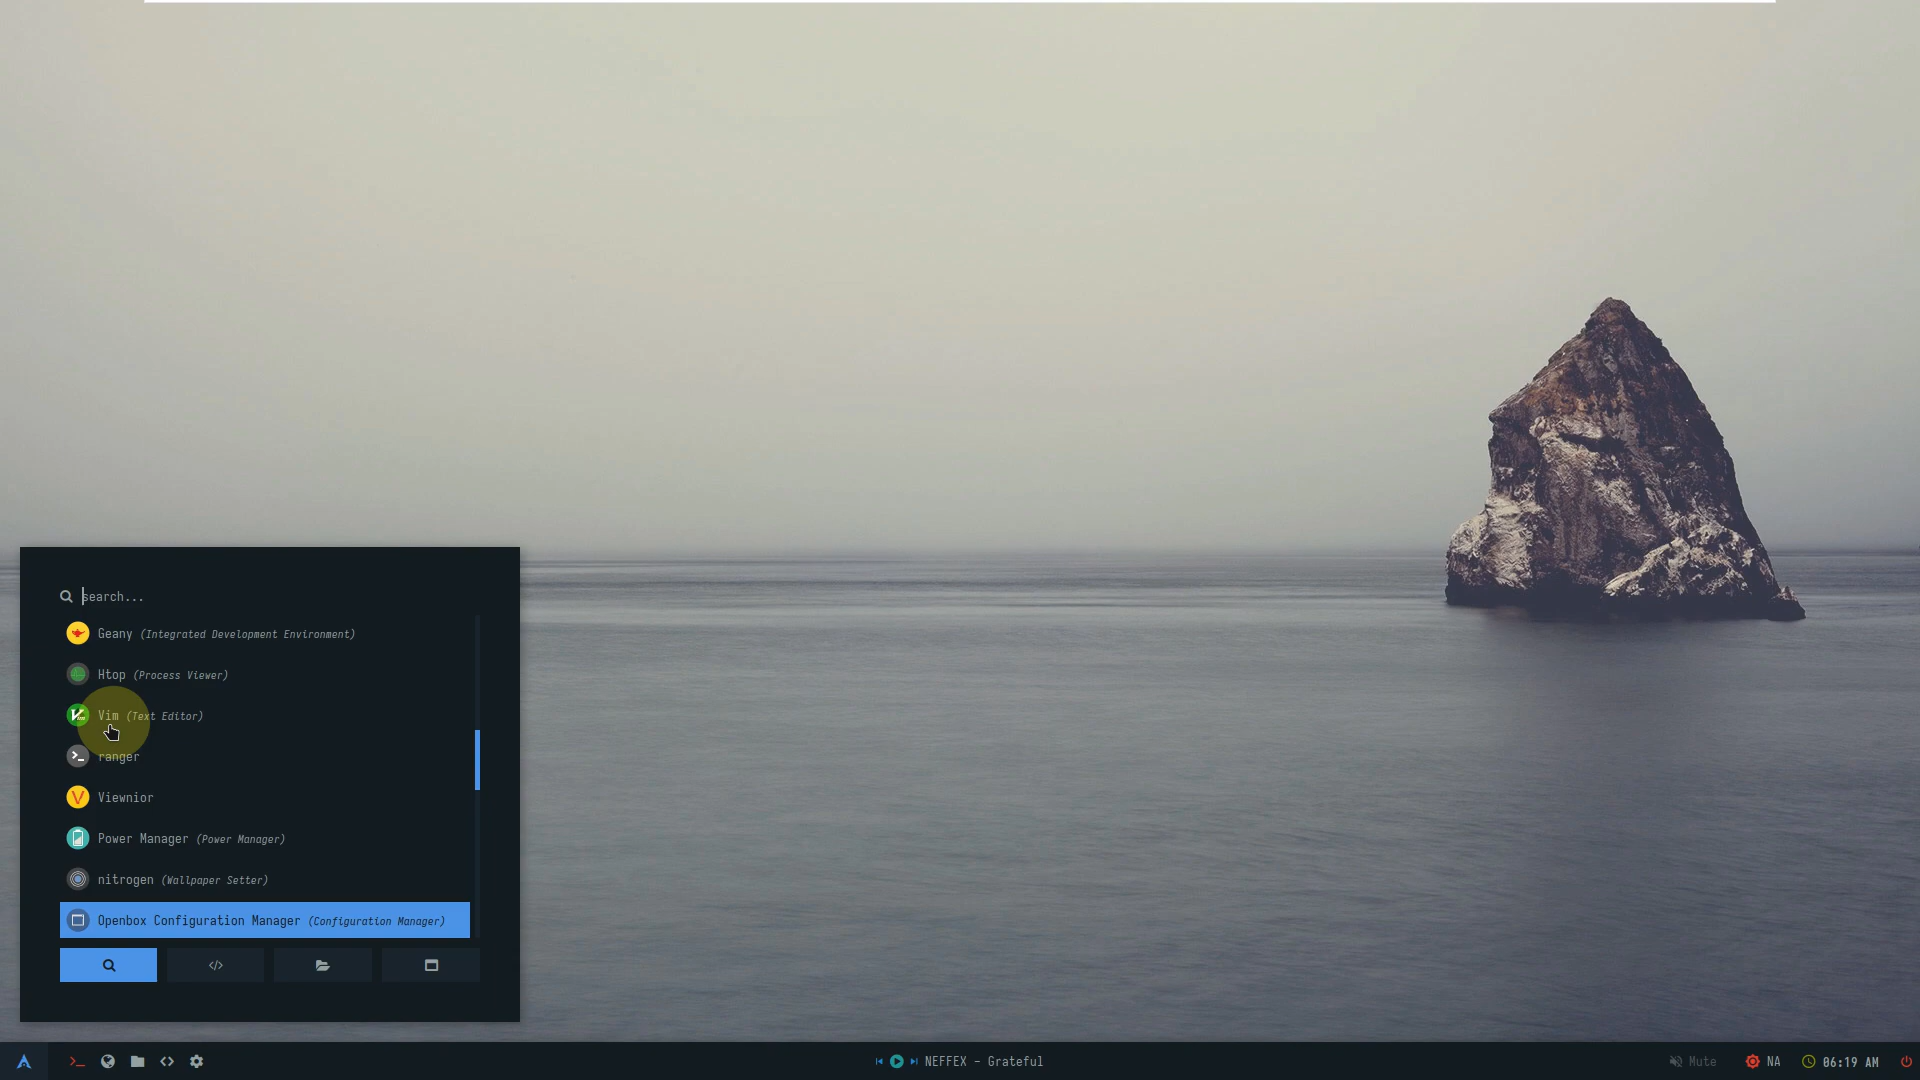 search...
Geany (Integrated Development Environment)
Htop (Process Viewer)
Vim (Text Editor)
ranger
Viewnior
Power Manager (Power Manager)
nitrogen (Wallpaper Setter)
Openbox Configuration Manager (Configuration Manager)
NEFFEX - Grateful
Mute
NA
06:19 AM